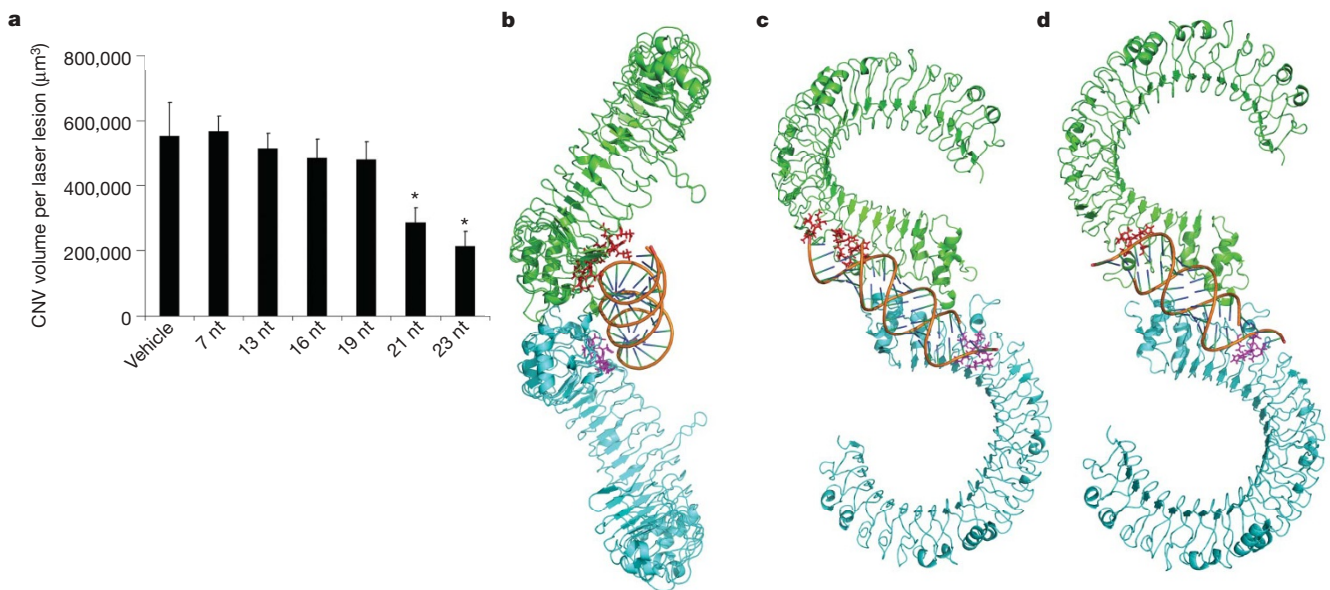 a
b
c
d
CNV volume per laser lesion (µm³)
800,000
600,000
400,000
200,000
0
*
*
Vehicle
7 nt
13 nt
16 nt
19 nt
21 nt
23 nt